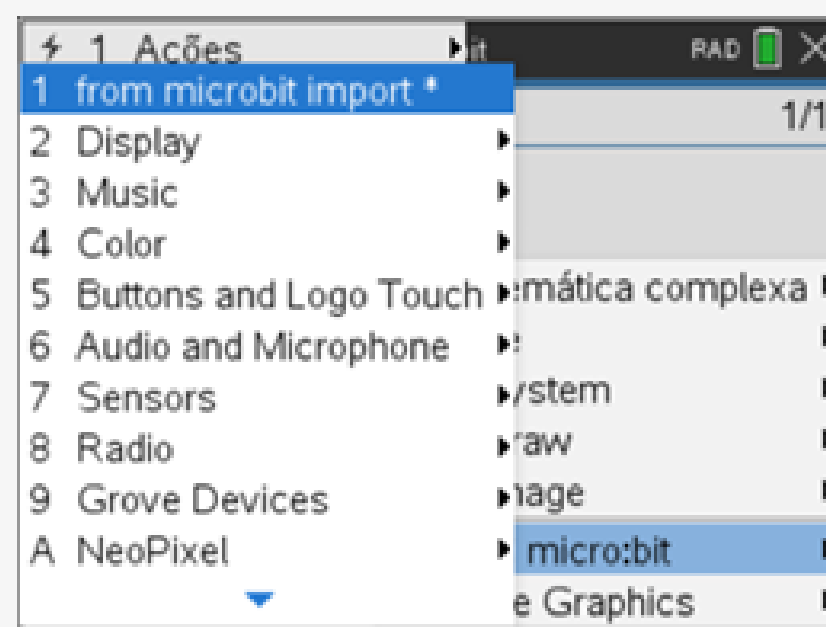 1 Ações
it
RAD
1 from microbit import *
1/1
2 Display
3 Music
4 Color
5 Buttons and Logo Touch
emática complexa
6 Audio and Microphone
7 Sensors
ystem
8 Radio
raw
9 Grove Devices
mage
A NeoPixel
micro:bit
e Graphics